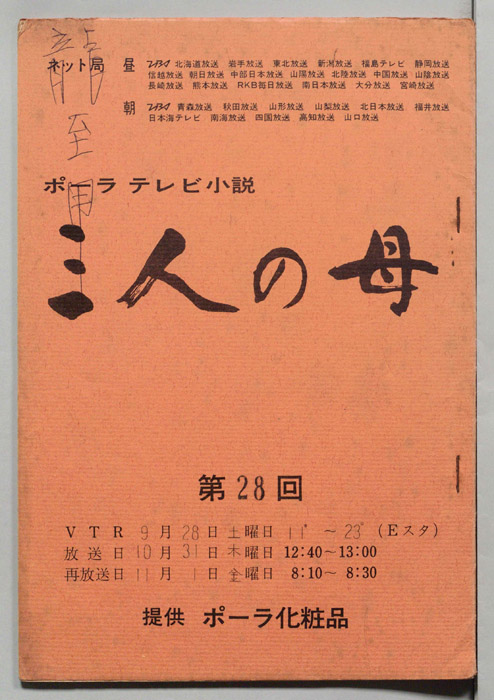 ネット局 昼 TBS 北海道放送 岩手放送 東北放送 新潟放送 福島テレビ 静岡放送
信越放送 朝日放送 中部日本放送 山陽放送 北陸放送 中国放送 山陰放送
長崎放送 熊本放送 RKB毎日放送 南日本放送 大分放送 宮崎放送
朝 TBS 青森放送 秋田放送 山形放送 山梨放送 北日本放送 福井放送
日本海テレビ 南海放送 四国放送 高知放送 山口放送
ポーラ テレビ小説
三人の母
第28回
VTR 9月28日 土曜日 11°～23° (Eスタ)
放送日 10月31日 木曜日 12:40～13:00
再放送日 11月1日 金曜日 8:10～ 8:30
提供 ポーラ化粧品